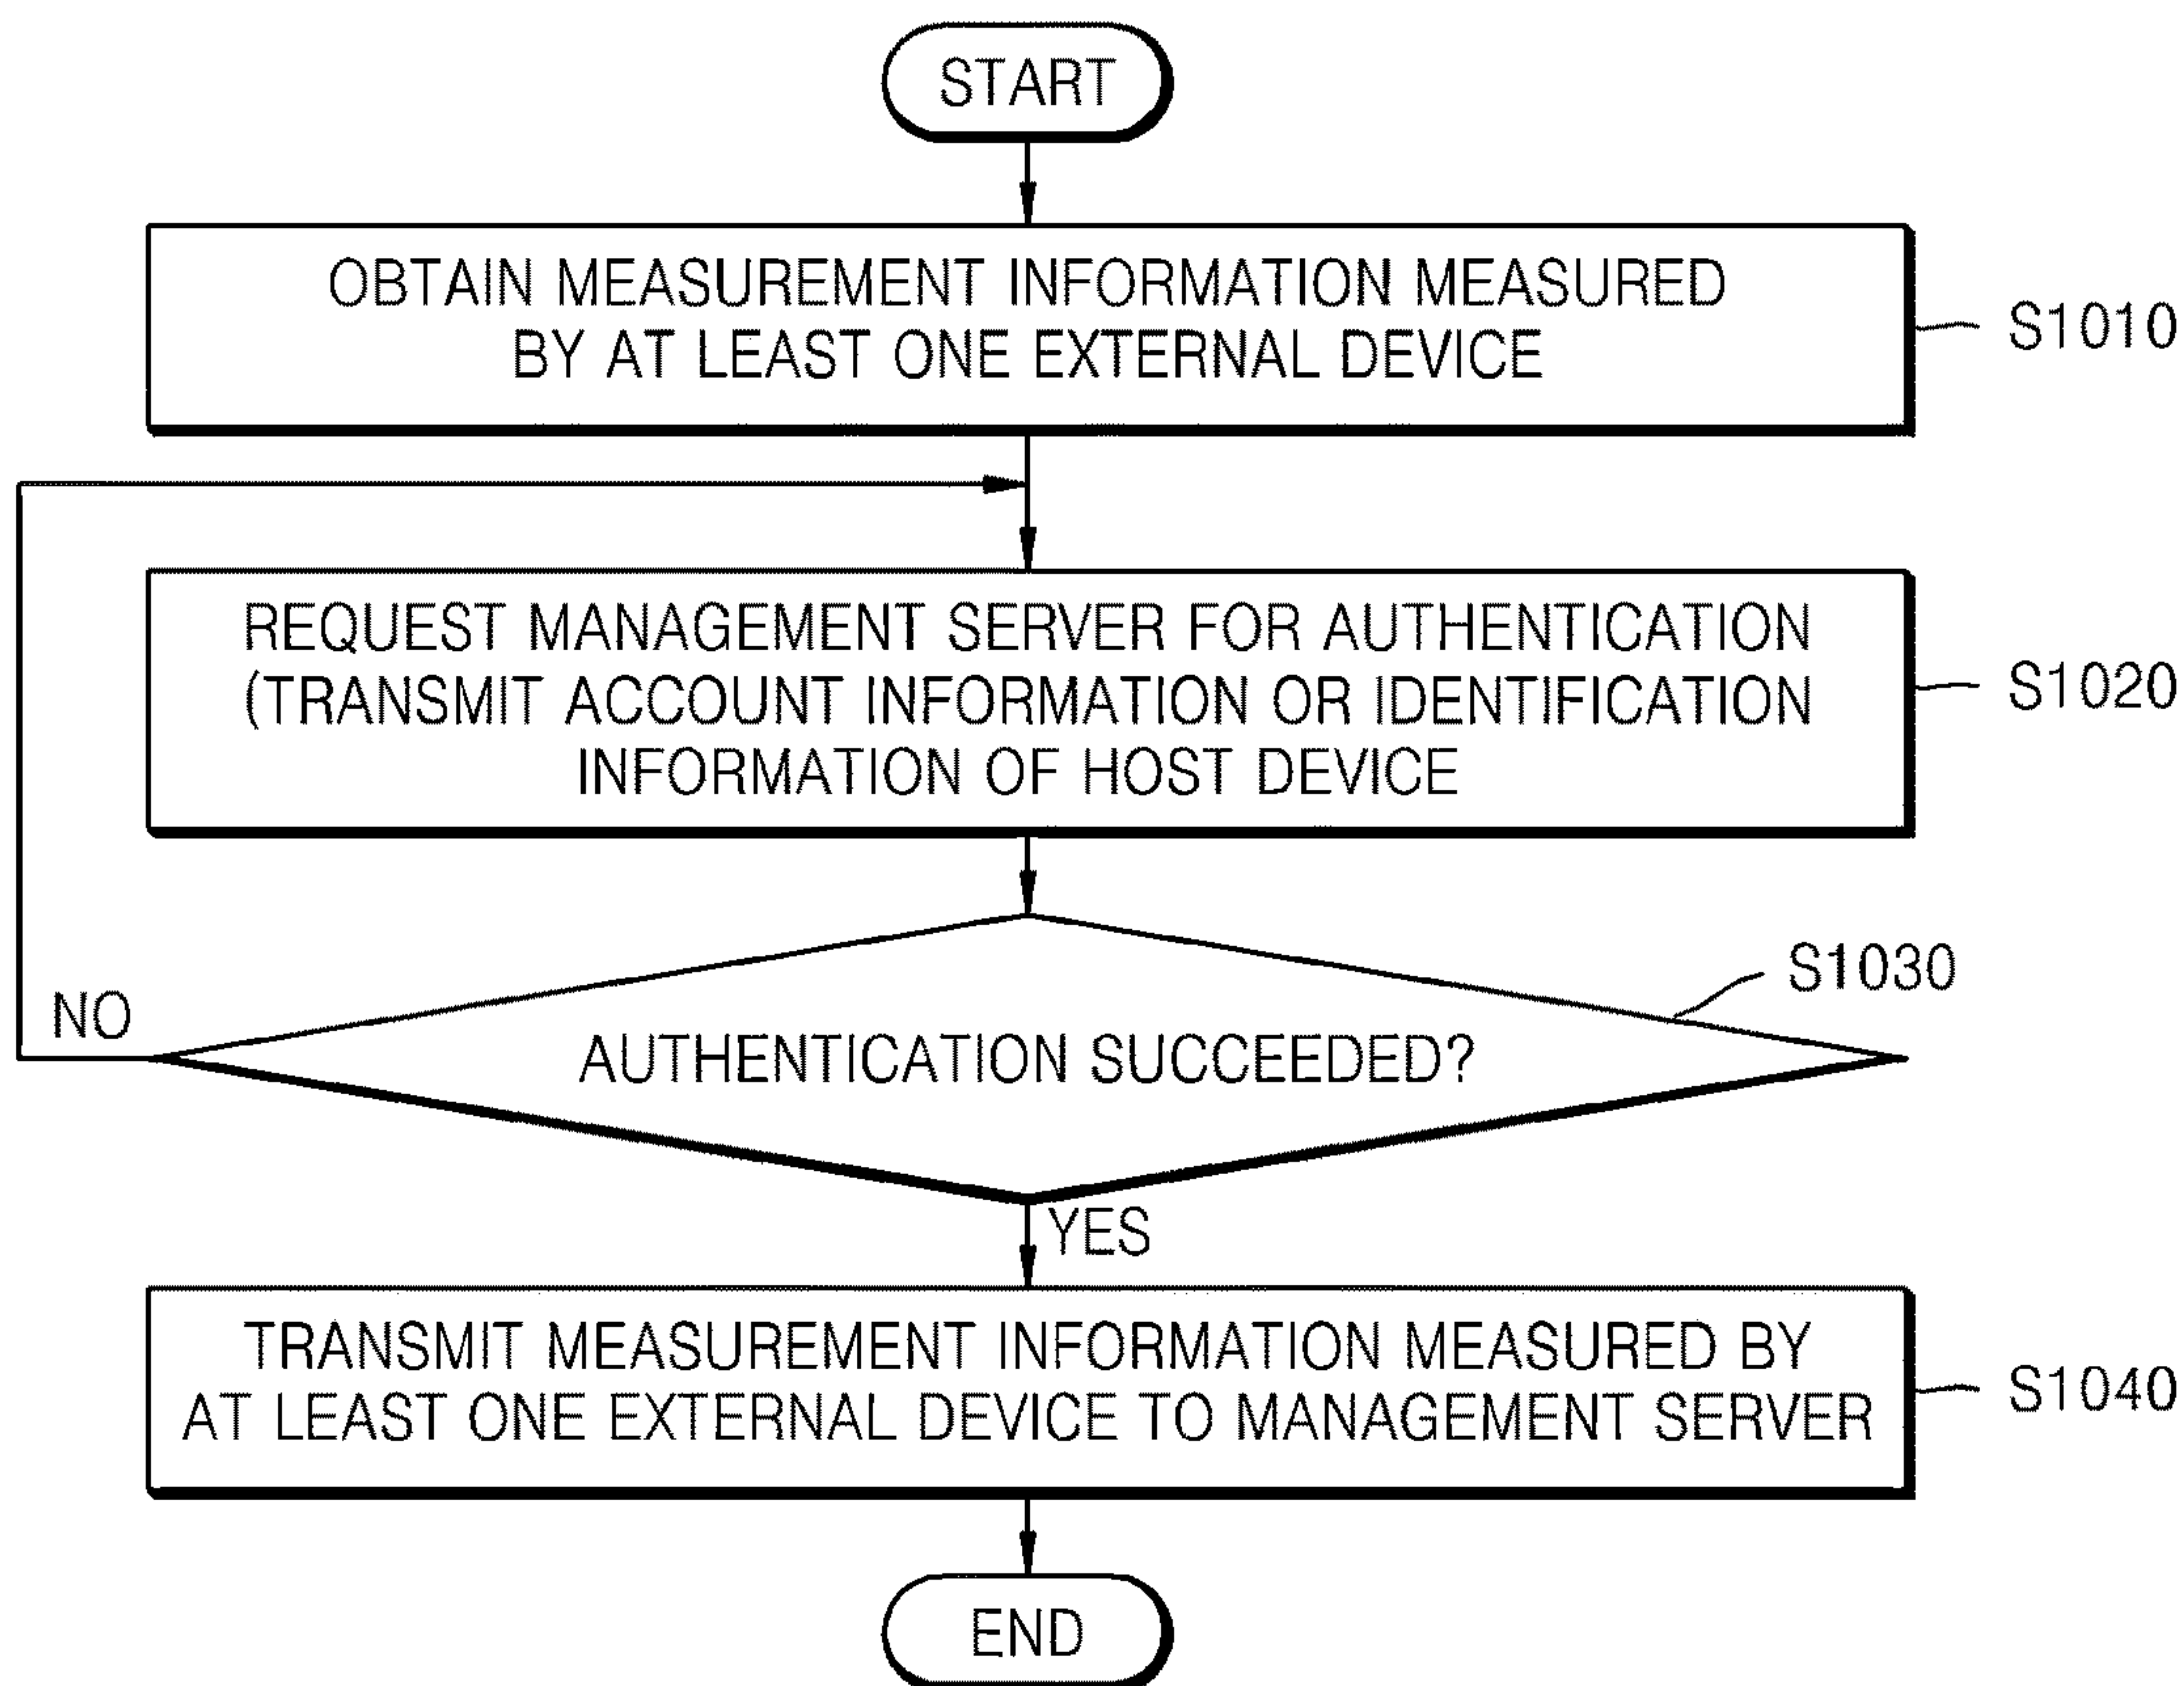 START
OBTAIN MEASUREMENT INFORMATION MEASURED
BY AT LEAST ONE EXTERNAL DEVICE
S1010
REQUEST MANAGEMENT SERVER FOR AUTHENTICATION
(TRANSMIT ACCOUNT INFORMATION OR IDENTIFICATION
INFORMATION OF HOST DEVICE
S1020
S1030
NO
AUTHENTICATION SUCCEEDED?
YES
TRANSMIT MEASUREMENT INFORMATION MEASURED BY
AT LEAST ONE EXTERNAL DEVICE TO MANAGEMENT SERVER
S1040
END